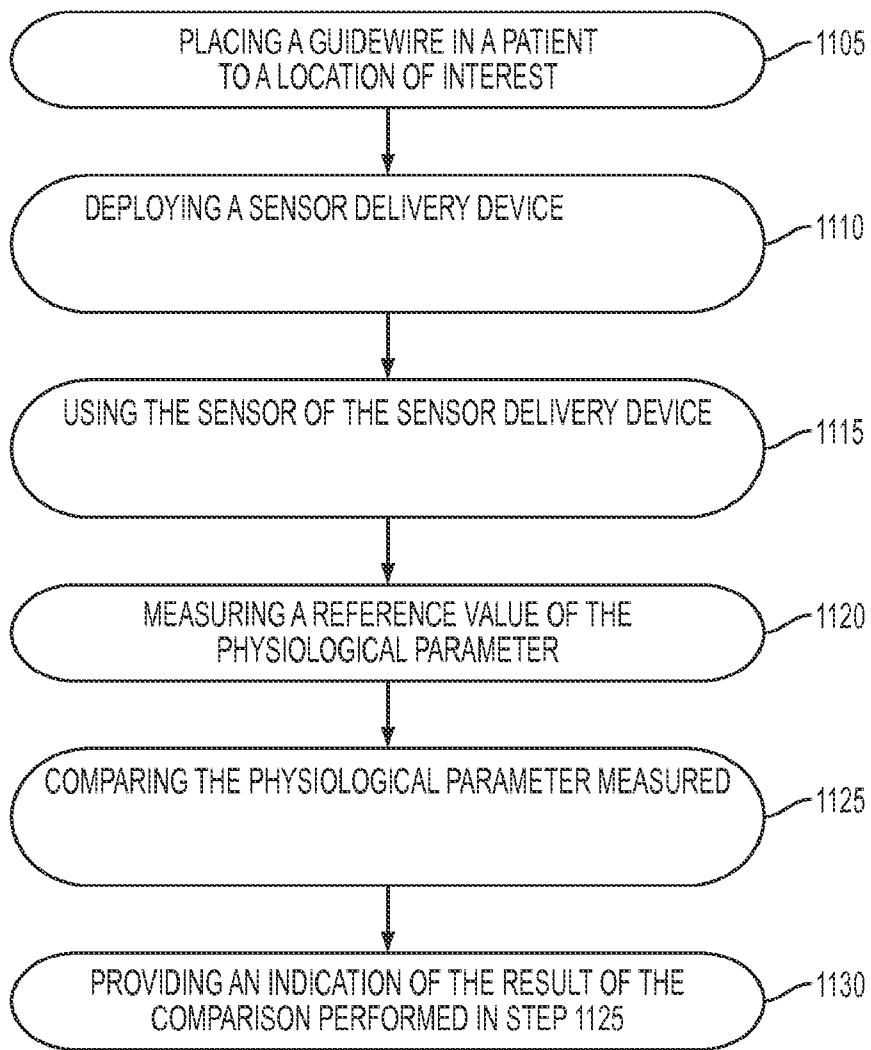 PLACING A GUIDEWIRE IN A PATIENT
TO A LOCATION OF INTEREST
1105
DEPLOYING A SENSOR DELIVERY DEVICE
1110
USING THE SENSOR OF THE SENSOR DELIVERY DEVICE
1115
MEASURING A REFERENCE VALUE OF THE
PHYSIOLOGICAL PARAMETER
1120
COMPARING THE PHYSIOLOGICAL PARAMETER MEASURED
1125
PROVIDING AN INDICATION OF THE RESULT OF THE
COMPARISON PERFORMED IN STEP 1125
1130